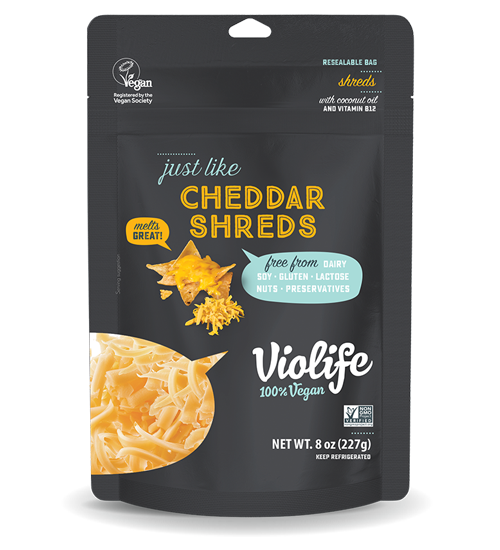 Vegan
Registered by the
Vegan Society
RESEALABLE BAG
shreds
with coconut oil
AND VITAMIN B12
just like
CHEDDAR
SHREDS
melts
GREAT!
free from DAIRY
SOY • GLUTEN • LACTOSE
NUTS • PRESERVATIVES
Serving suggestion
Violife
100% Vegan
NON
GMO
Project
VERIFIED
NET WT. 8 oz (227g)
KEEP REFRIGERATED